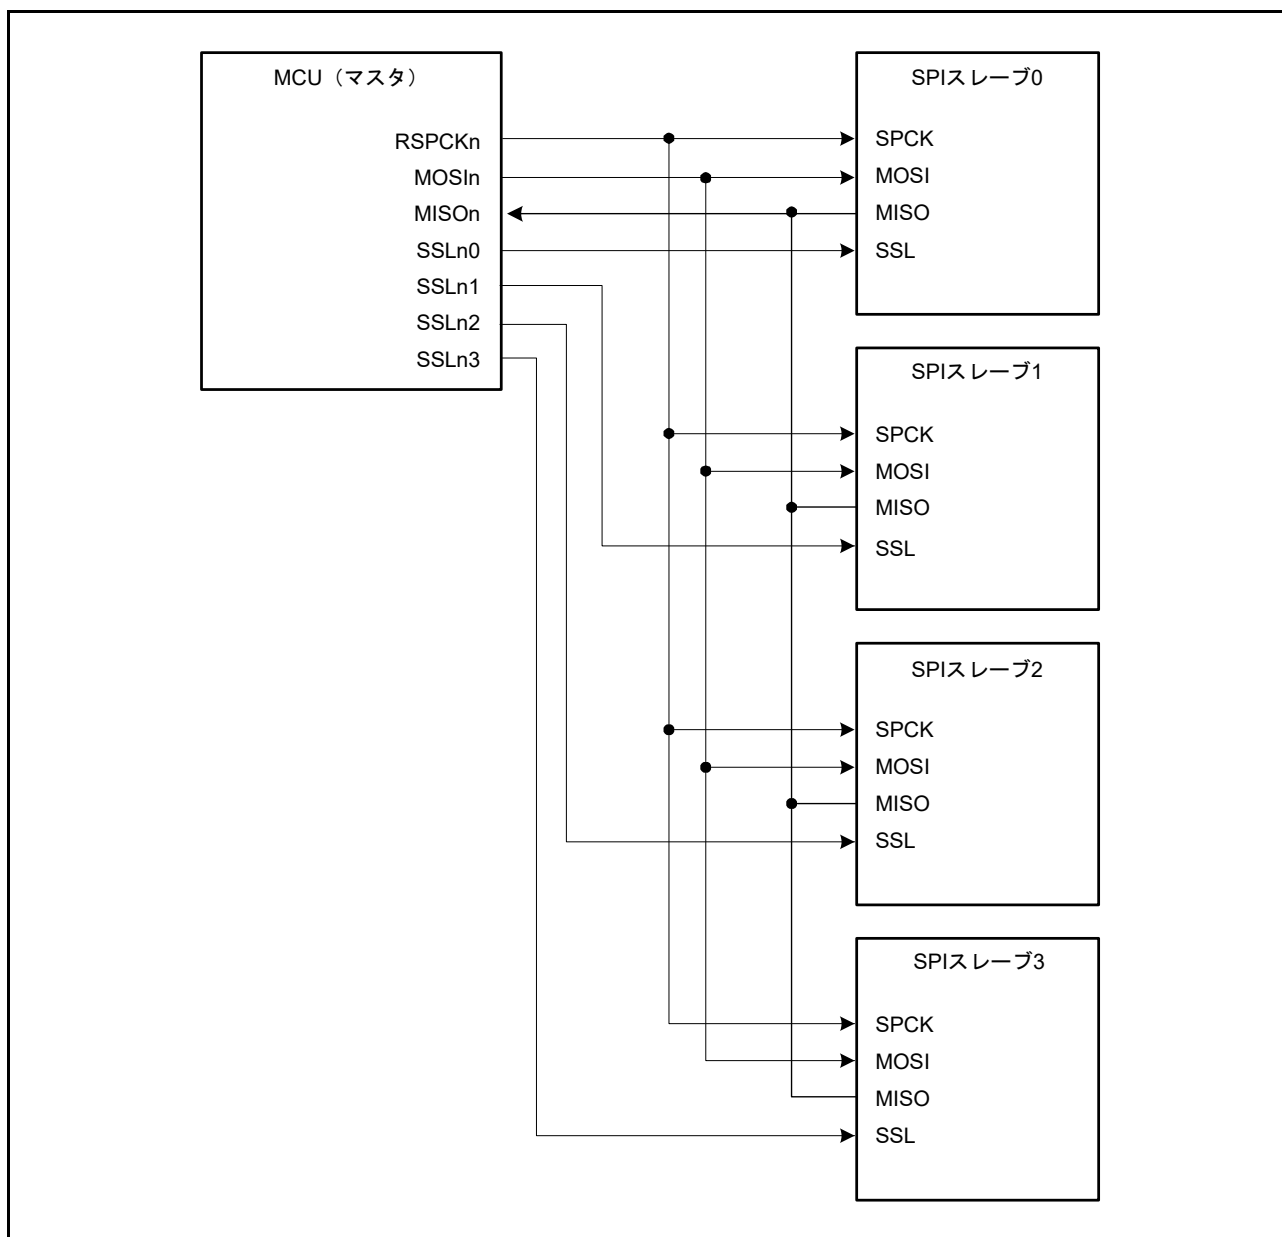 MCU（マスタ）
RSPCKn
MOSIn
MISOn
SSLn0
SSLn1
SSLn2
SSLn3
SPIスレーブ0
SPCK
MOSI
MISO
SSL
SPIスレーブ1
SPCK
MOSI
MISO
SSL
SPIスレーブ2
SPCK
MOSI
MISO
SSL
SPIスレーブ3
SPCK
MOSI
MISO
SSL